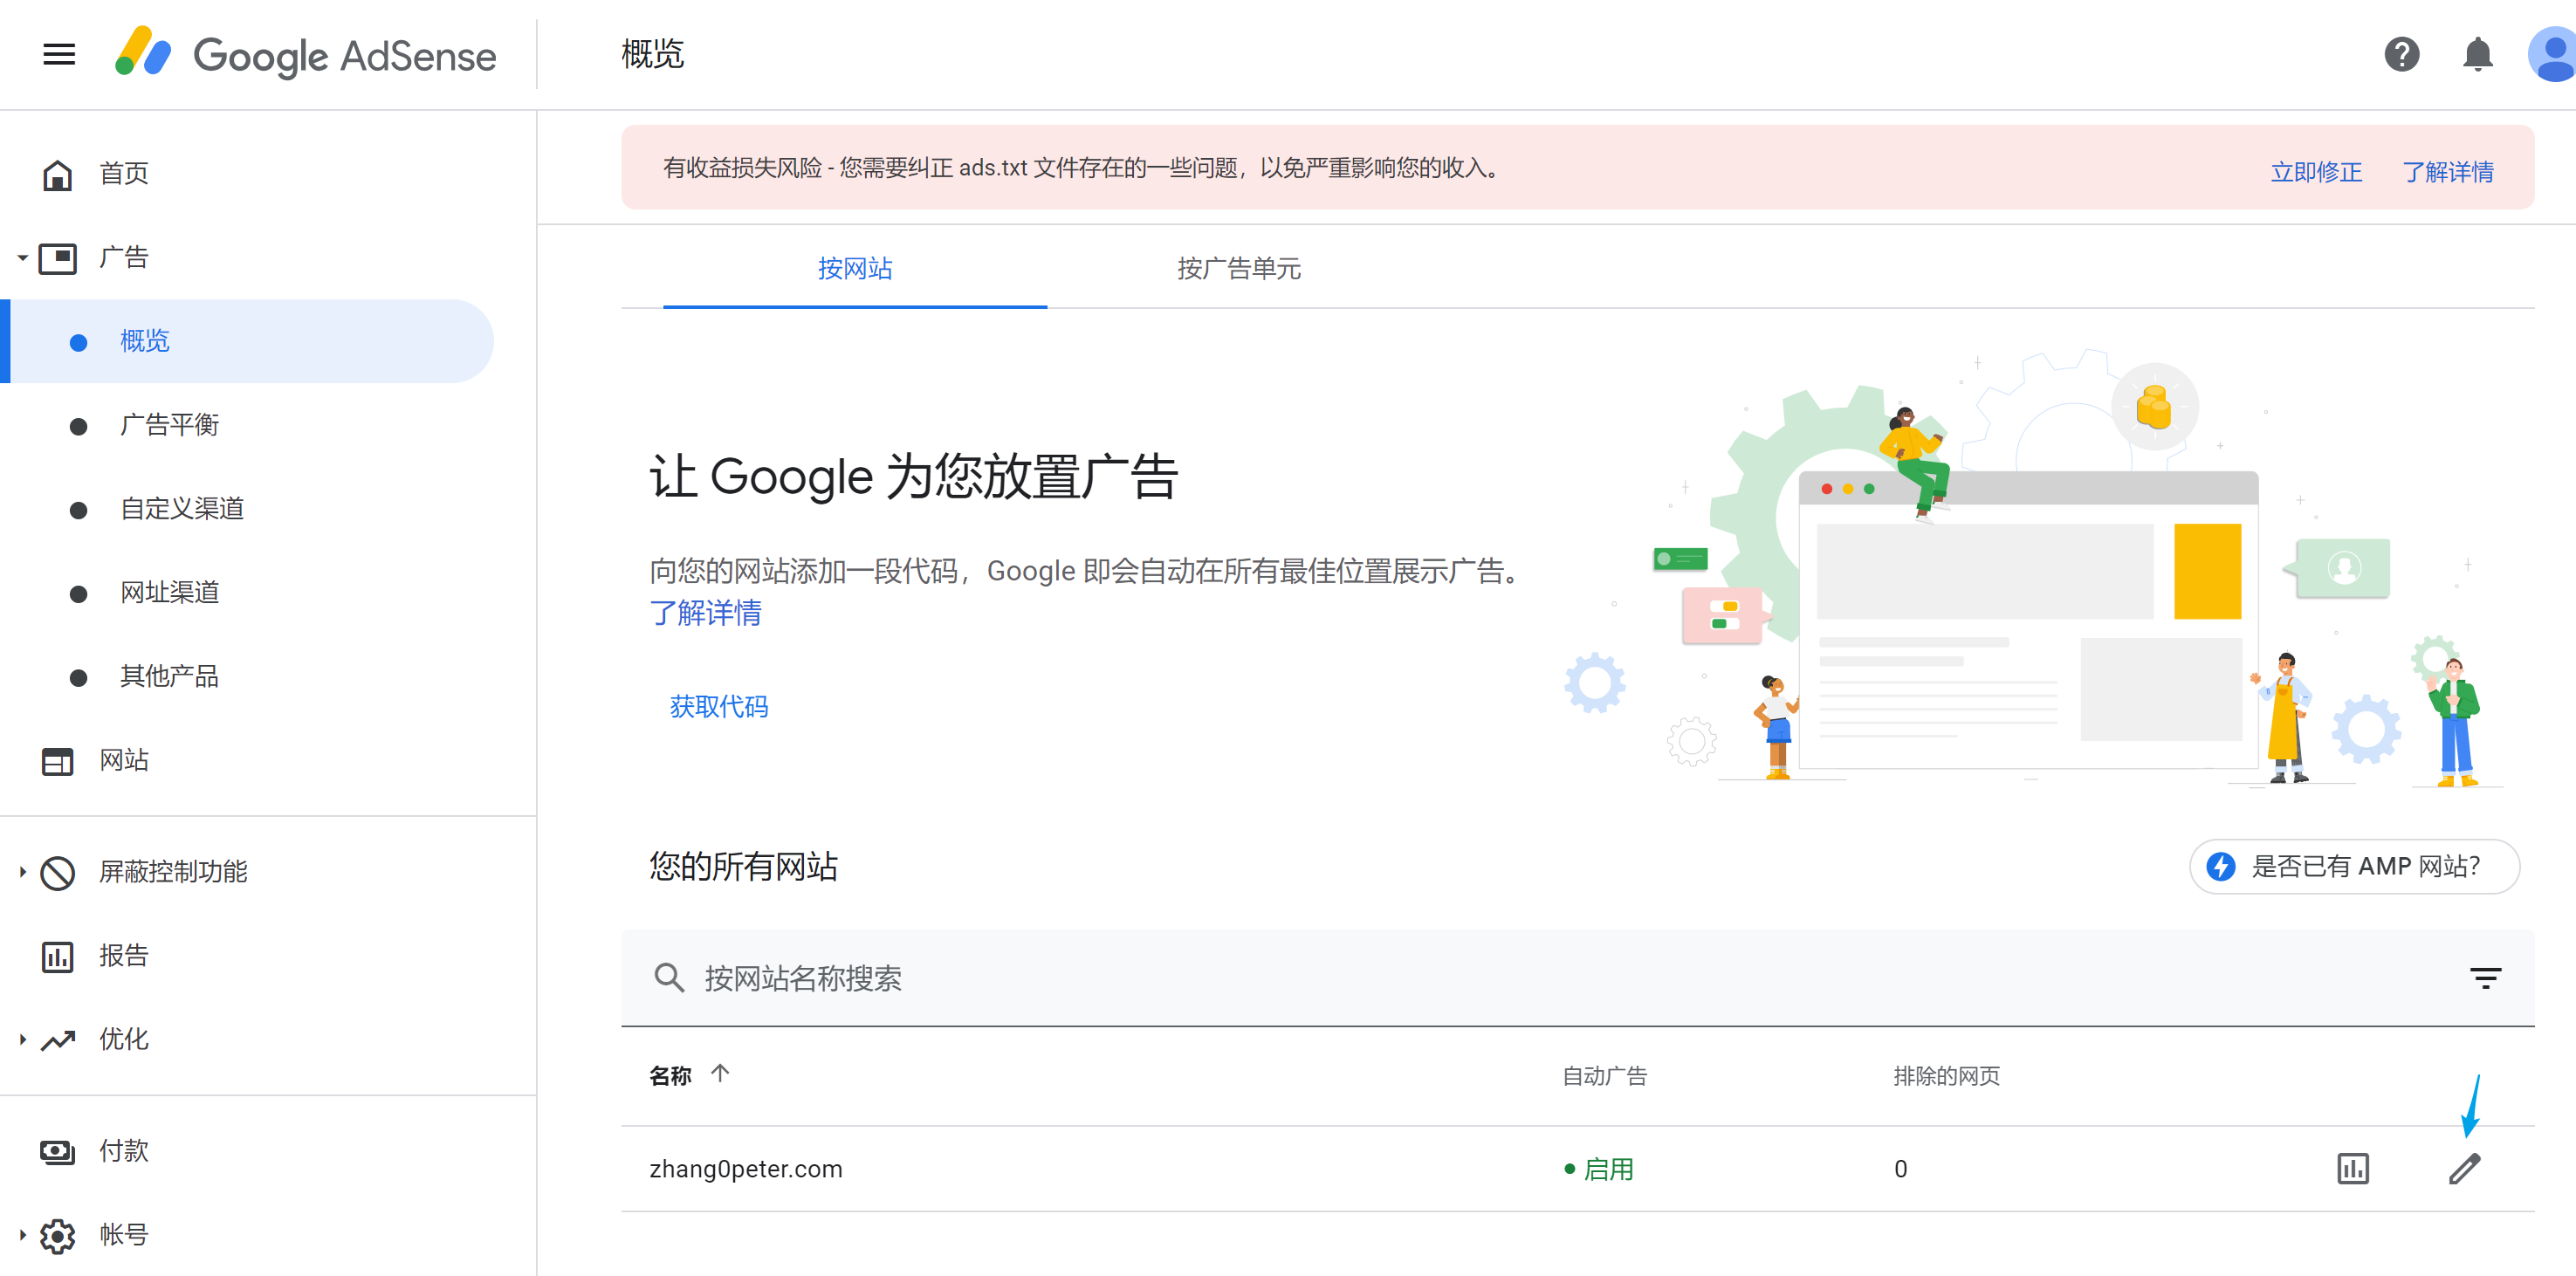 Google AdSense
概览
首页
广告
概览
广告平衡
自定义渠道
网址渠道
其他产品
网站
屏蔽控制功能
报告
优化
付款
帐号
有收益损失风险 - 您需要纠正 ads.txt 文件存在的一些问题，以免严重影响您的收入。
立即修正
了解详情
按网站
按广告单元
让 Google 为您放置广告
向您的网站添加一段代码，Google 即会自动在所有最佳位置展示广告。
了解详情
获取代码
您的所有网站
是否已有 AMP 网站？
按网站名称搜索
名称
自动广告
排除的网页
zhang0peter.com
启用
0